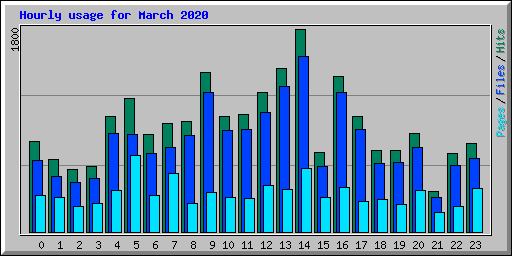 Hourly usage for March 2020
1800
Pages/Files/Hits
0 1 2 3 4 5 6 7 8 9 10 11 12 13 14 15 16 17 18 19 20 21 22 23